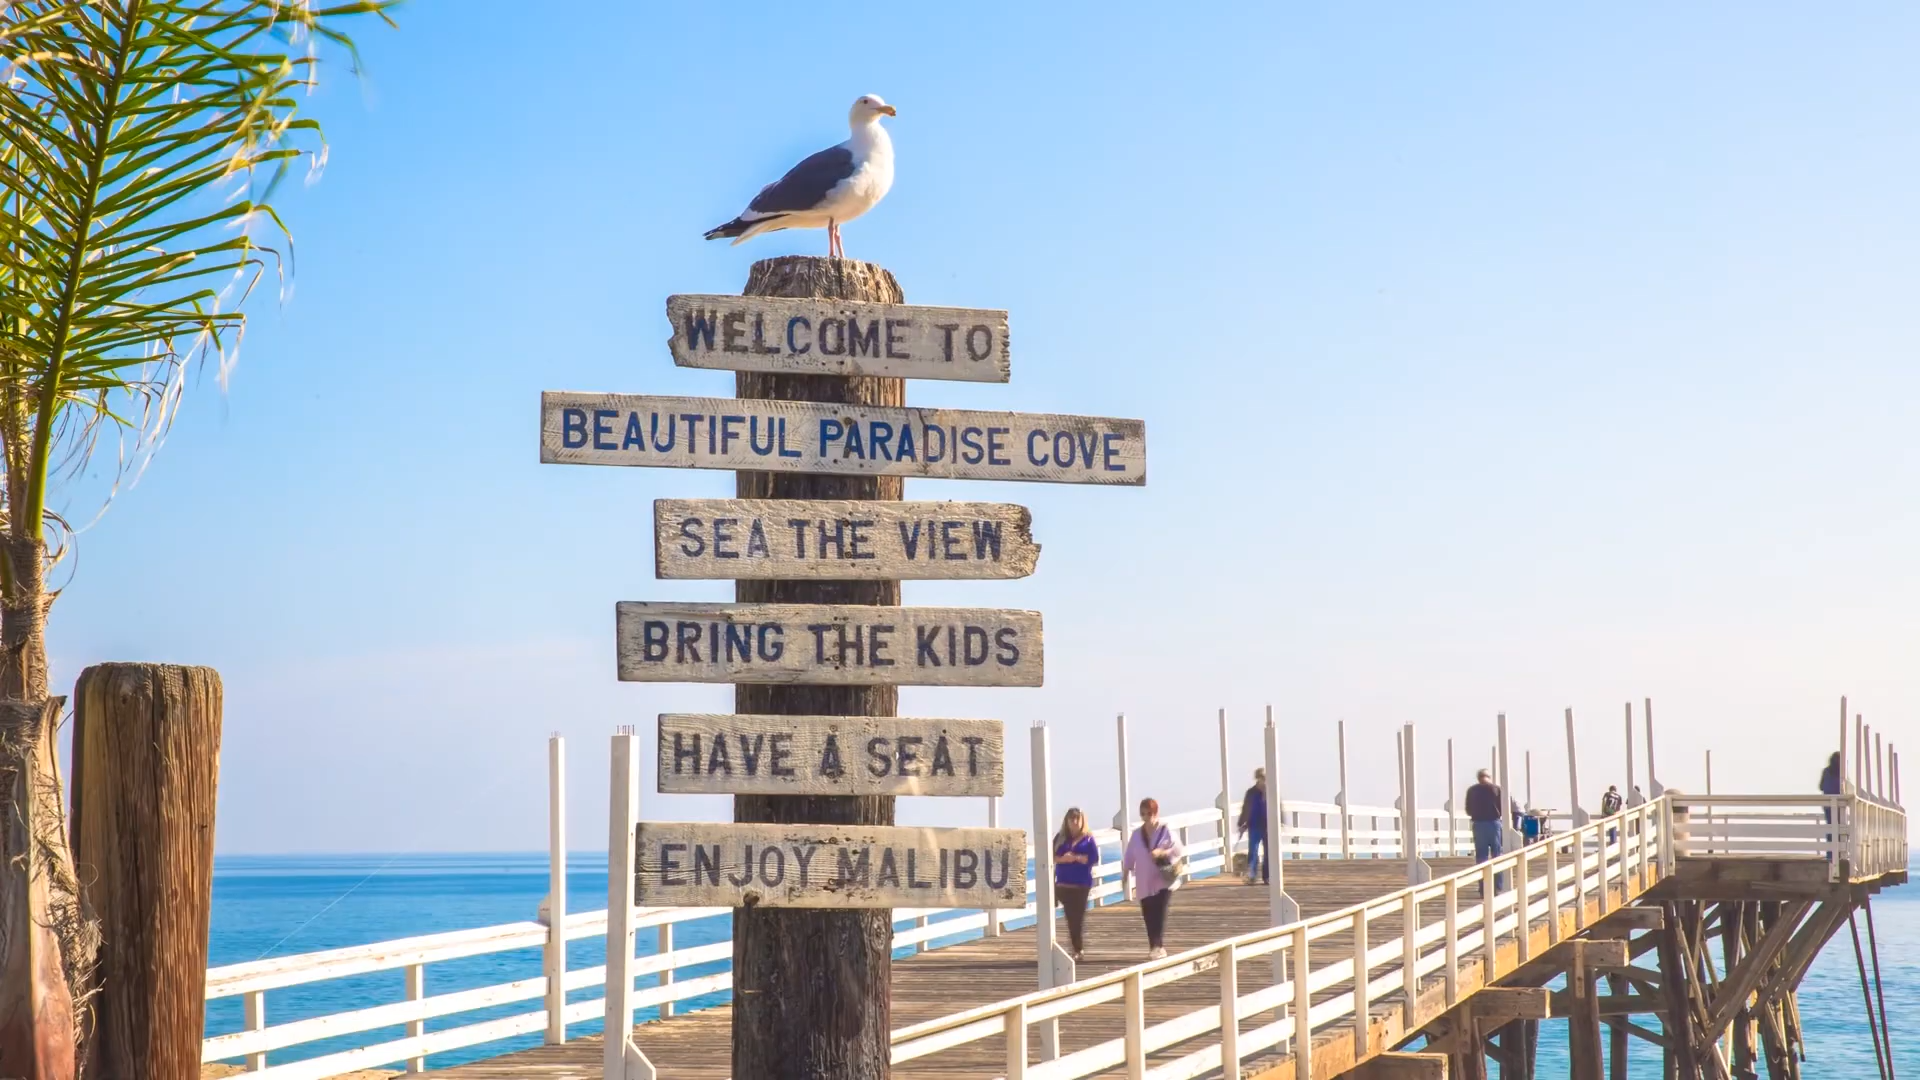 WELCOME TO
BEAUTIFUL PARADISE COVE
SEA THE VIEW
BRING THE KIDS
HAVE A SEAT
ENJOY MALIBU